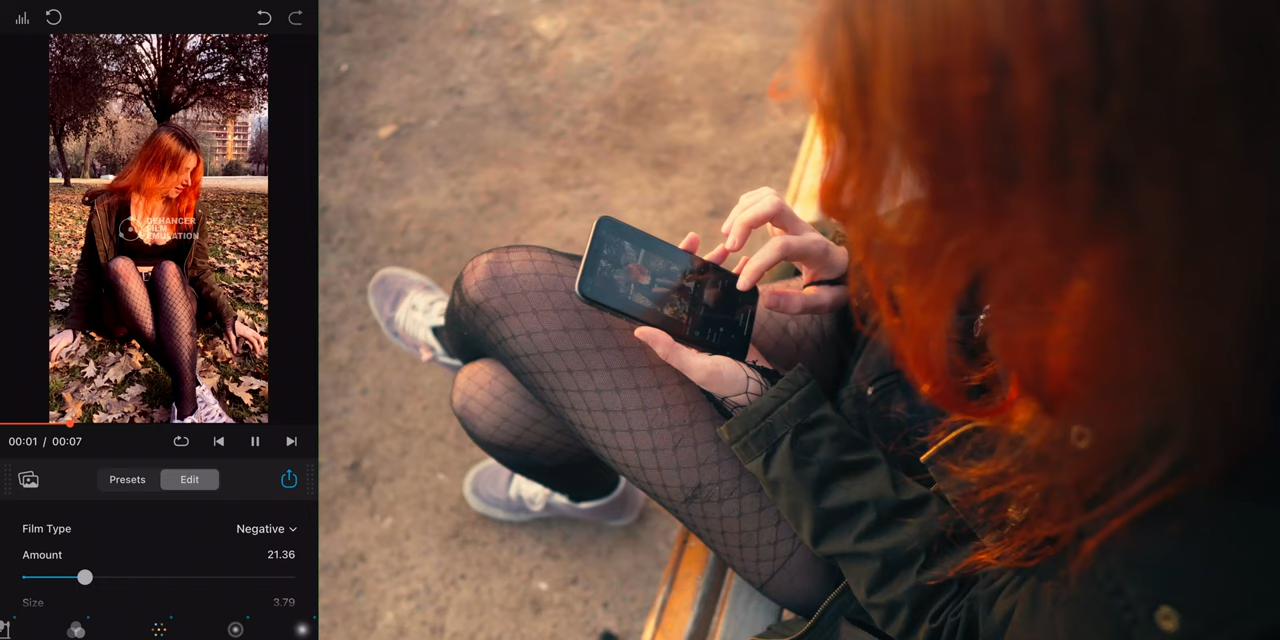 DEHANCER
FILM
EMULATION
00:01 / 00:07
Presets
Edit
Film Type
Negative
Amount
21.36
Size
3.79